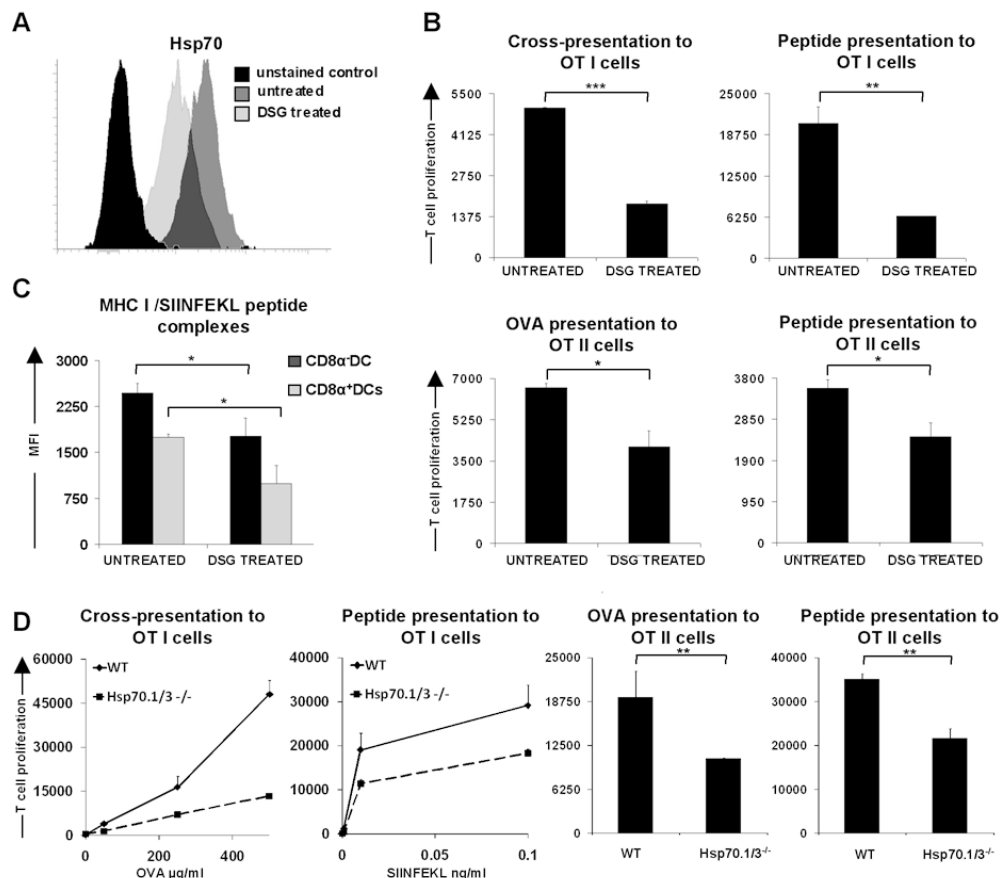 A
Hsp70
unstained control
untreated
DSG treated
B
Cross-presentation to
OT I cells
T cell proliferation
5500
4125
2750
1375
0
***
UNTREATED
DSG TREATED
Peptide presentation to
OT I cells
25000
18750
12500
6250
0
**
UNTREATED
DSG TREATED
C
MHC I /SIINFEKL peptide
complexes
MFI
3000
2250
1500
750
0
*
*
CD8α-DC
CD8α+DCs
UNTREATED
DSG TREATED
OVA presentation to
OT II cells
T cell proliferation
7000
5250
3500
1750
0
*
UNTREATED
DSG TREATED
Peptide presentation to
OT II cells
3800
2850
1900
950
0
*
UNTREATED
DSG TREATED
D
Cross-presentation to
OT I cells
T cell proliferation
60000
45000
30000
15000
0
WT
Hsp70.1/3 -/-
0
200
400
OVA µg/ml
Peptide presentation to
OT I cells
40000
30000
20000
10000
0
WT
Hsp70.1/3 -/-
0
0.05
0.1
SIINFEKL ng/ml
OVA presentation to
OT II cells
25000
18750
12500
6250
0
**
WT
Hsp70.1/3-/-
Peptide presentation to
OT II cells
40000
30000
20000
10000
0
**
WT
Hsp70.1/3-/-